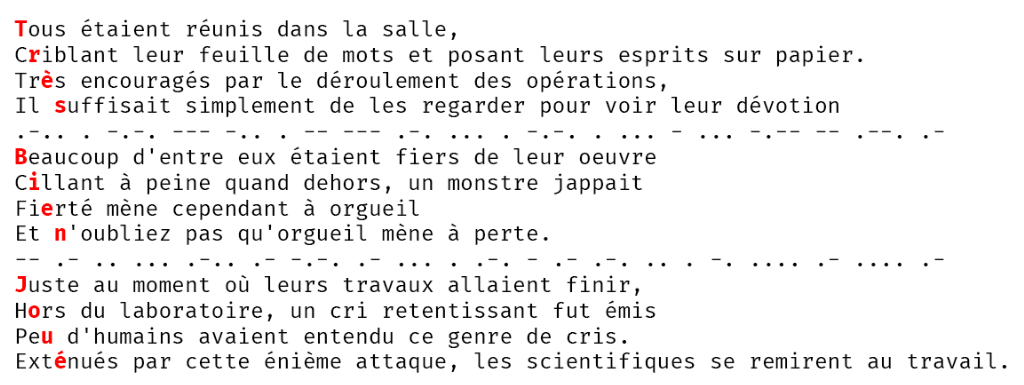 Tous étaient réunis dans la salle,
Criblant leur feuille de mots et posant leurs esprits sur papier.
Très encouragés par le déroulement des opérations,
Il suffisait simplement de les regarder pour voir leur dévotion
.-.. . -.-. --- -.. . -- --- .-. ... . -.-. . ... - ... -.-- -- .--. .-
Beaucoup d'entre eux étaient fiers de leur oeuvre
Cillant à peine quand dehors, un monstre jappait
Fierté mène cependant à orgueil
Et n'oubliez pas qu'orgueil mène à perte.
-- .- .. ... .-.. .- -.-. .- ... . .-. - .- .-. .. . -. .... .- .... .-
Juste au moment où leurs travaux allaient finir,
Hors du laboratoire, un cri retentissant fut émis
Peu d'humains avaient entendu ce genre de cris.
Exténués par cette énième attaque, les scientifiques se remirent au travail.